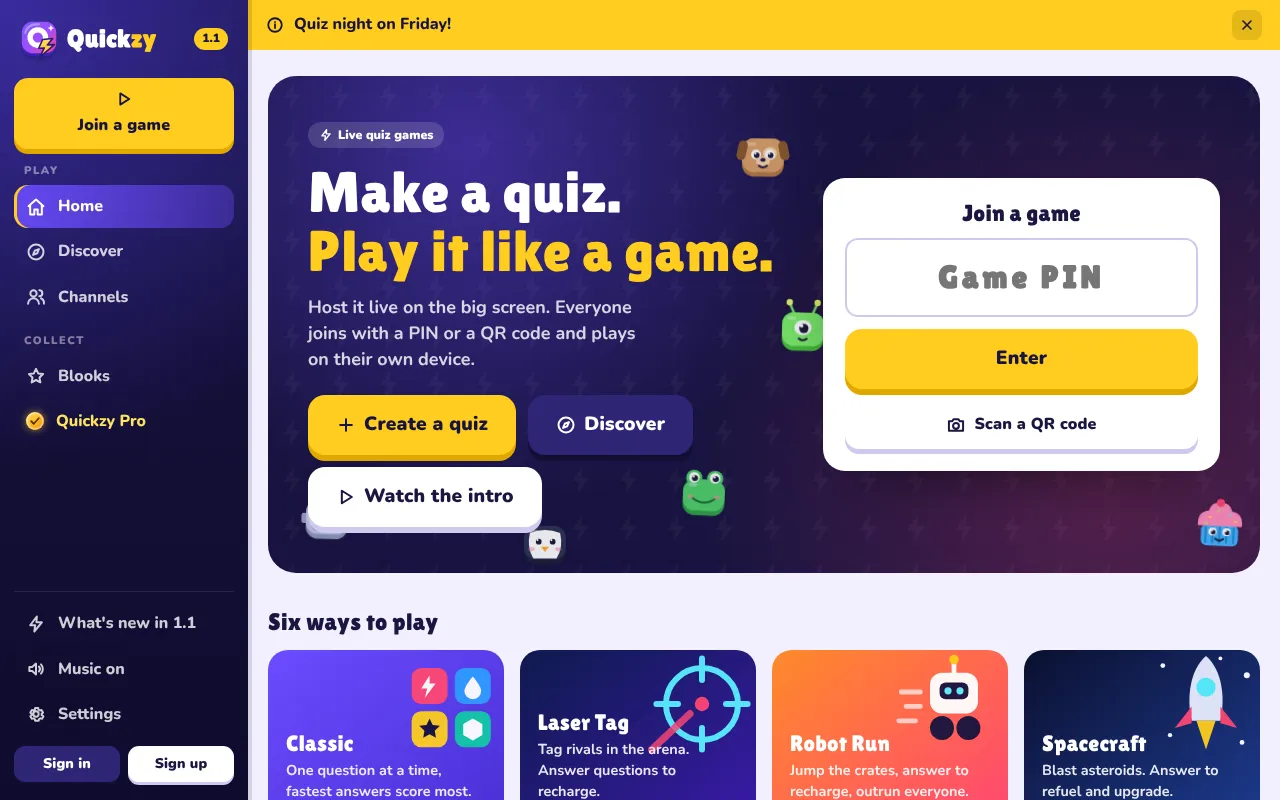 Quickzy
1.1
Join a game
PLAY
Home
Discover
Channels
COLLECT
Blooks
Quickzy Pro
What's new in 1.1
Music on
Settings
Sign in
Sign up
Quiz night on Friday!
Live quiz games
Make a quiz.
Play it like a game.
Host it live on the big screen. Everyone
joins with a PIN or a QR code and plays
on their own device.
Create a quiz
Discover
Watch the intro
Join a game
Game PIN
Enter
Scan a QR code
Six ways to play
Classic
One question at a time,
fastest answers score most.
Laser Tag
Tag rivals in the arena.
Answer questions to
recharge.
Robot Run
Jump the crates, answer to
recharge, outrun everyone.
Spacecraft
Blast asteroids. Answer to
refuel and upgrade.